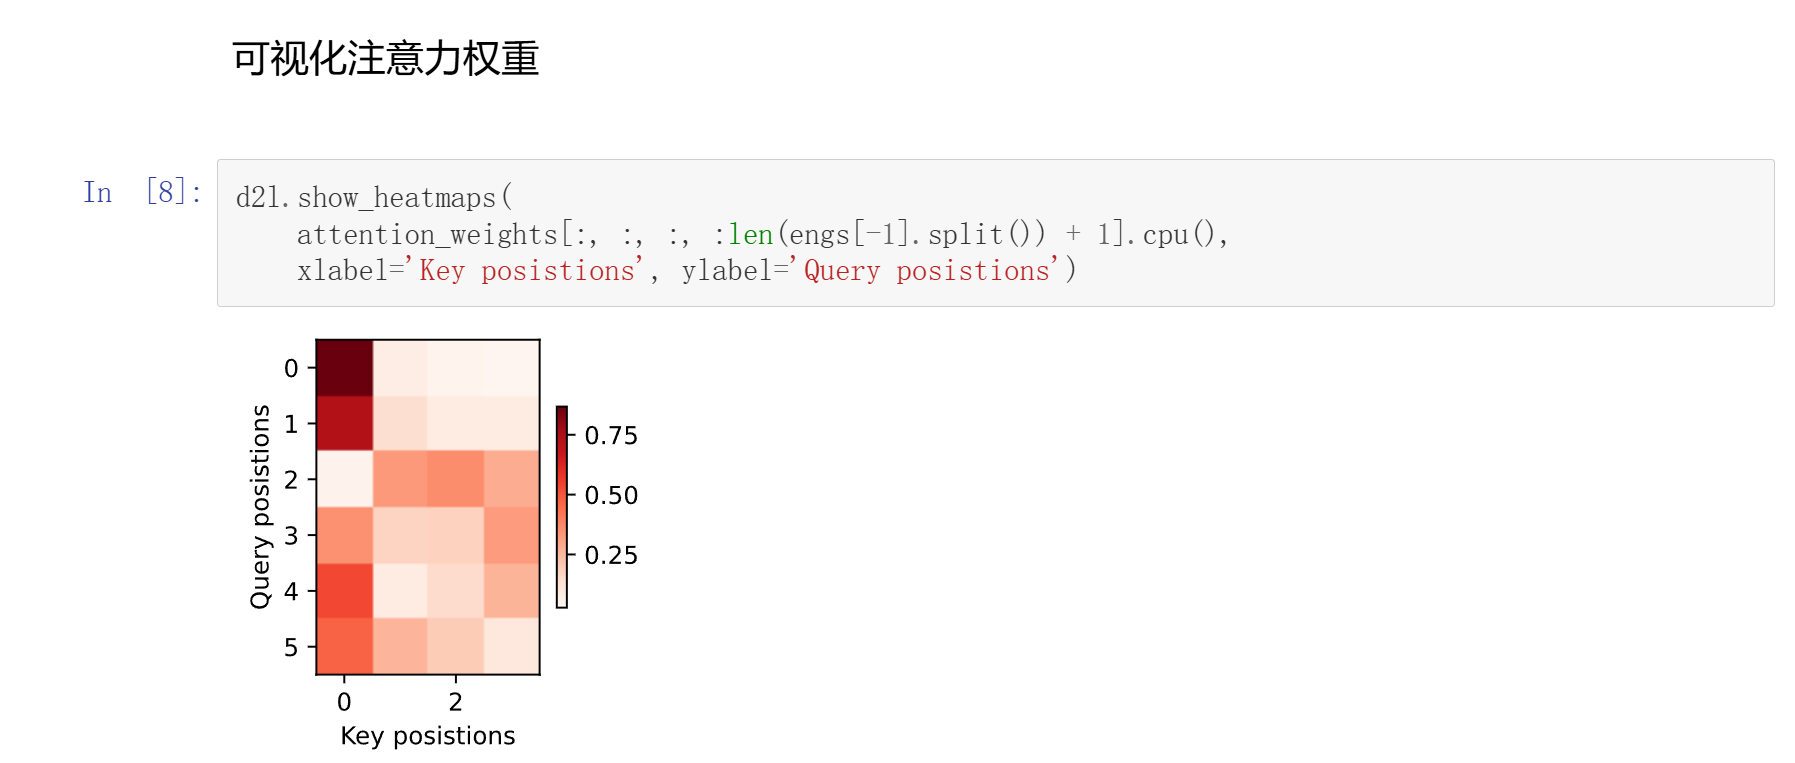 可视化注意力权重
In [8]:
d2l.show_heatmaps(
attention_weights[:, :, :, :len(engs[-1].split()) + 1].cpu(),
xlabel='Key posistions', ylabel='Query posistions')
0
1
2
3
4
5
Query posistions
0.75
0.50
0.25
0 2
Key posistions